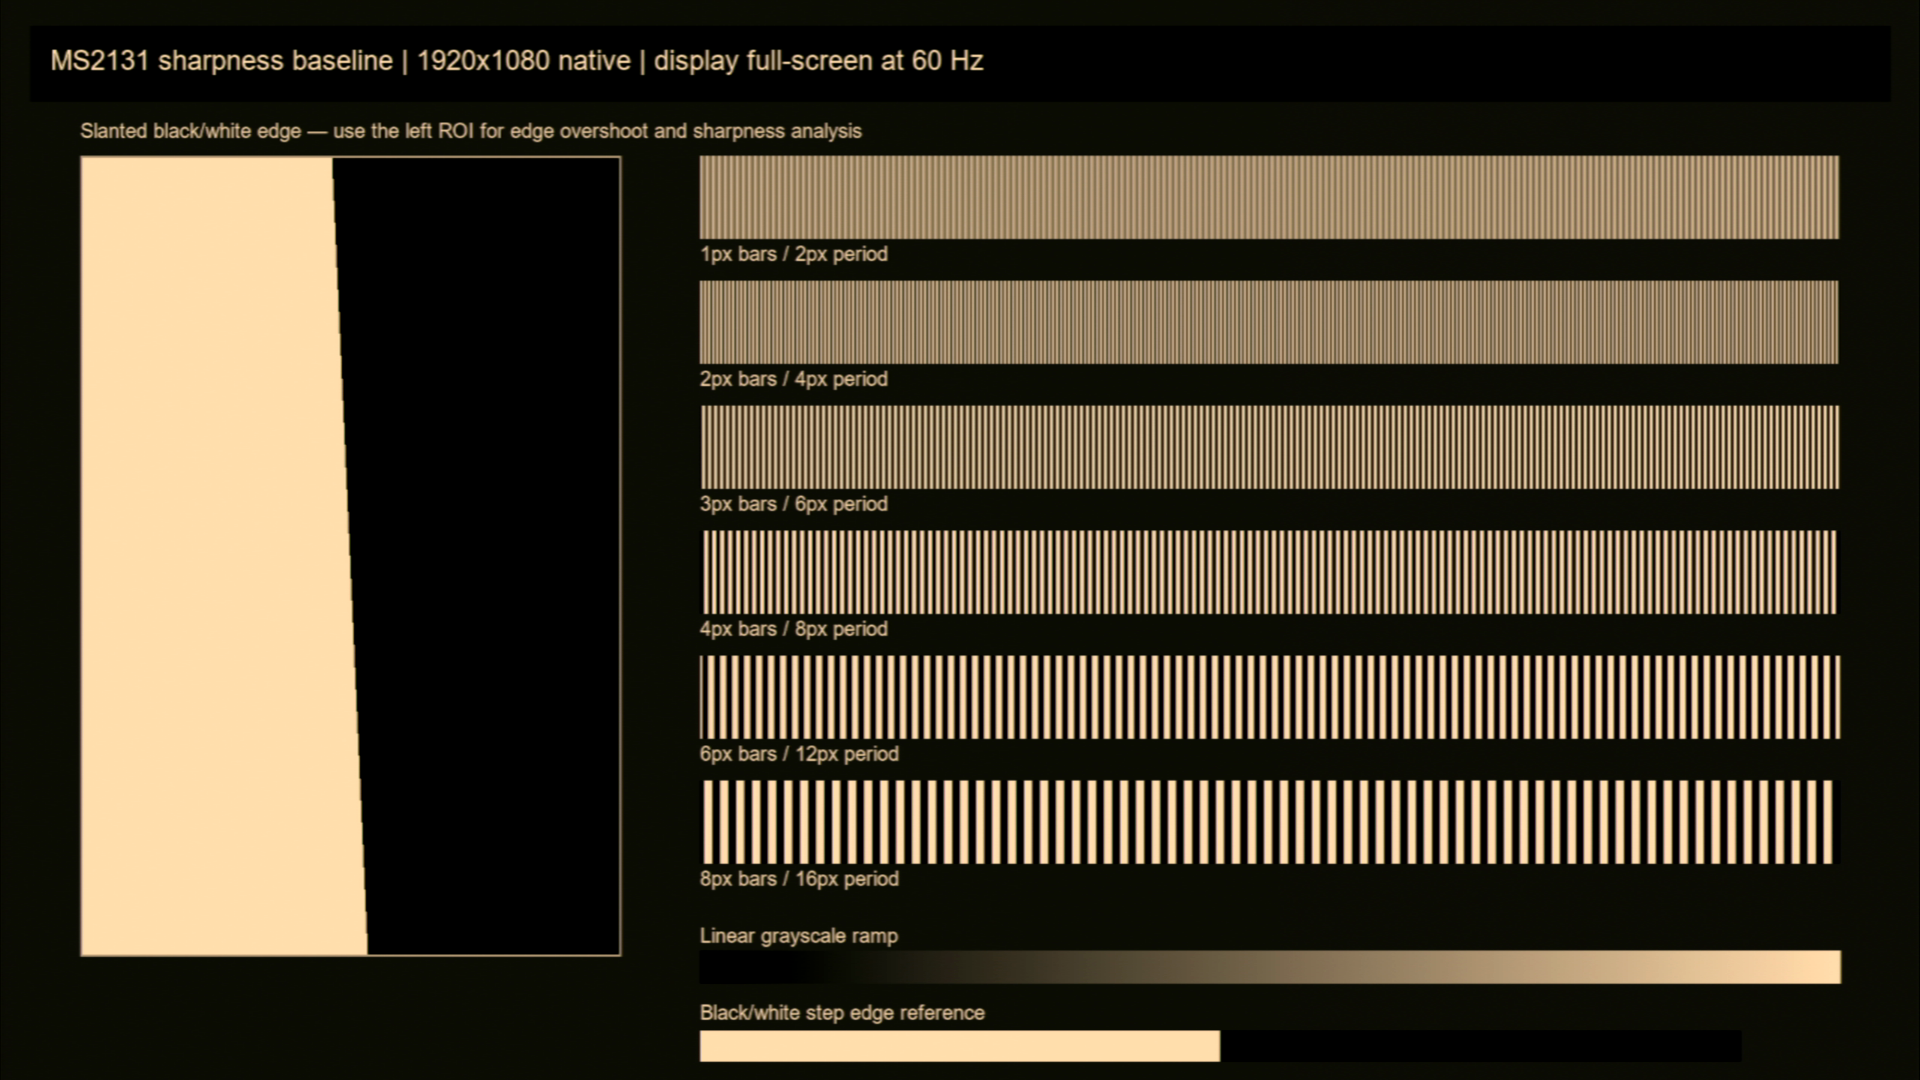 MS2131 sharpness baseline | 1920x1080 native | display full-screen at 60 Hz
Slanted black/white edge — use the left ROI for edge overshoot and sharpness analysis
1px bars / 2px period
2px bars / 4px period
3px bars / 6px period
4px bars / 8px period
6px bars / 12px period
8px bars / 16px period
Linear grayscale ramp
Black/white step edge reference